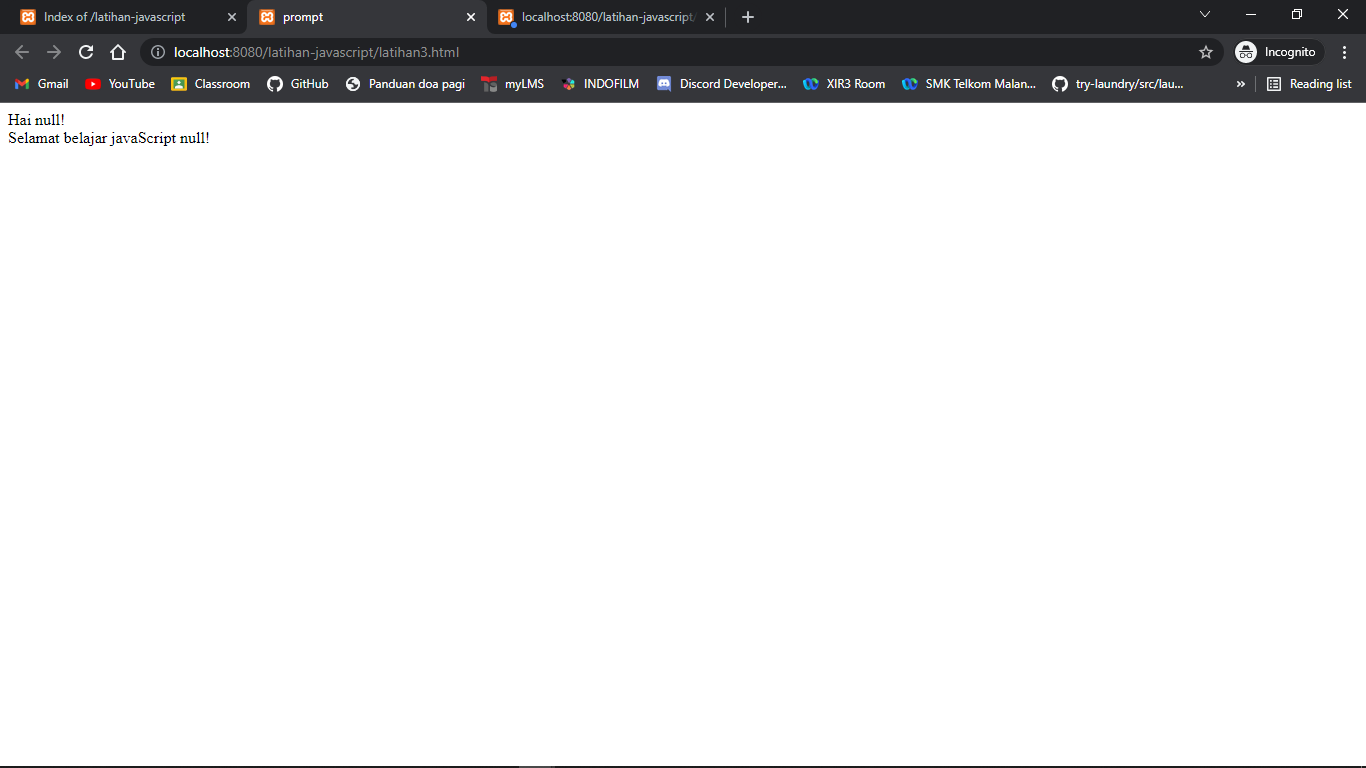 Index of /latihan-javascript
prompt
localhost:8080/latihan-javascript/
localhost:8080/latihan-javascript/latihan3.html
Incognito
Gmail
YouTube
Classroom
GitHub
Panduan doa pagi
myLMS
INDOFILM
Discord Developer...
XIR3 Room
SMK Telkom Malan...
try-laundry/src/lau...
»
Reading list
Hai null!
Selamat belajar javaScript null!